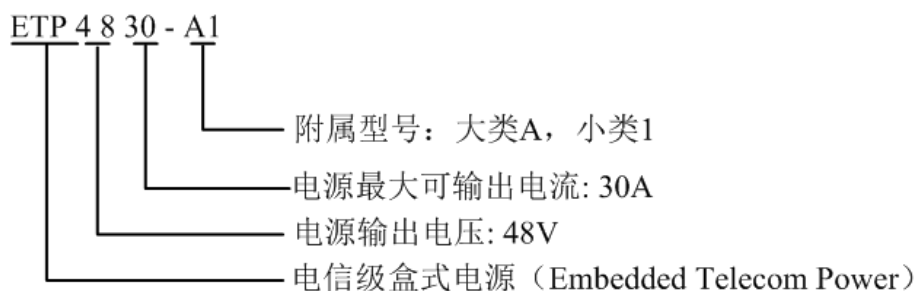 ETP 4 8 30 - A1
附属型号：大类A，小类1
电源最大可输出电流: 30A
电源输出电压: 48V
电信级盒式电源（Embedded Telecom Power）